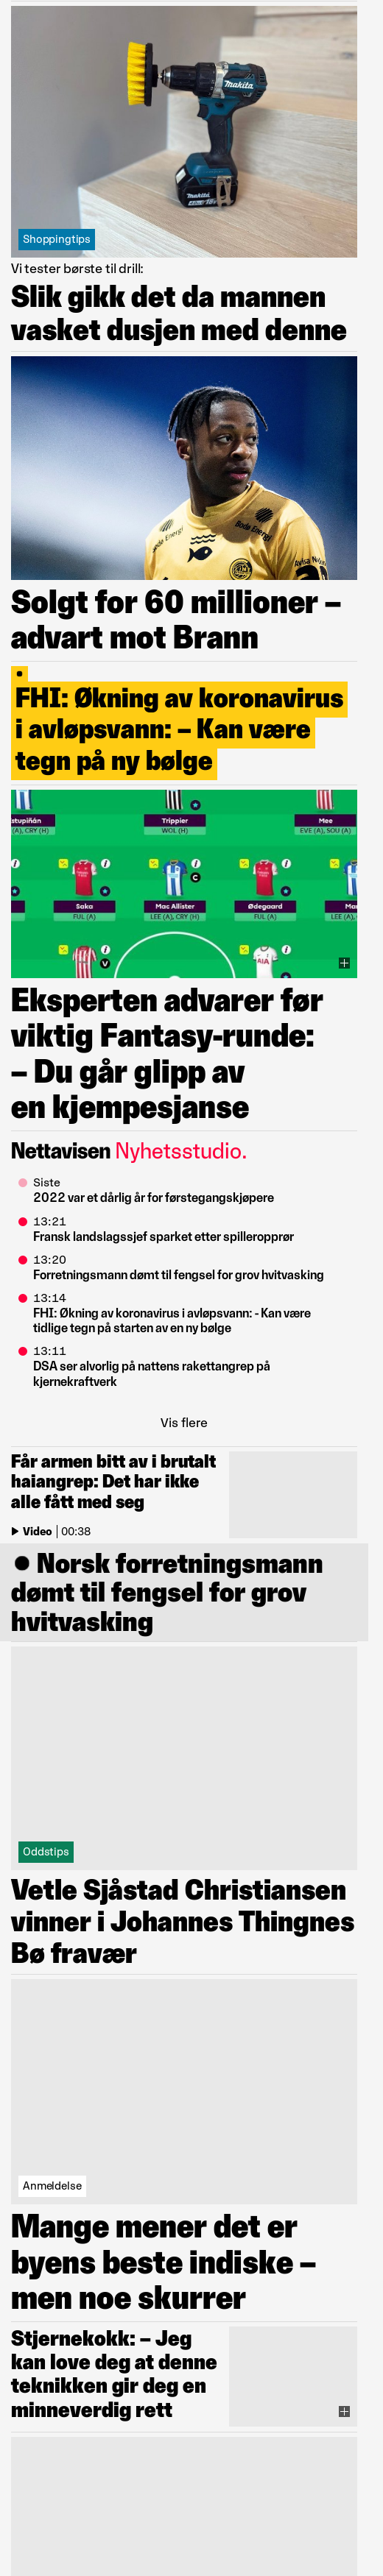 makita
makita
Shoppingtips
Vi tester børste til drill:
Slik gikk det da mannen
vasket dusjen med denne
Bodø Energi
Solgt for 60 millioner –
advart mot Brann
FHI: Økning av koronavirus
i avløpsvann: – Kan være
tegn på ny bølge
stupiñán
Trippier
Mee
A), CRY (H)
WOL (H)
EVE (A), SOU (A)
Saka
Mac Allister
Ødegaard
Mar
FUL (A)
LEE (A), CRY (H)
FUL (A)
LEE (A),
C
V
AIA
Eksperten advarer før
viktig Fantasy-runde:
– Du går glipp av
en kjempesjanse
Nettavisen Nyhetsstudio.
Siste
2022 var et dårlig år for førstegangskjøpere
13:21
Fransk landslagssjef sparket etter spilleropprør
13:20
Forretningsmann dømt til fengsel for grov hvitvasking
13:14
FHI: Økning av koronavirus i avløpsvann: - Kan være
tidlige tegn på starten av en ny bølge
13:11
DSA ser alvorlig på nattens rakettangrep på
kjernekraftverk
Vis flere
Får armen bitt av i brutalt
haiangrep: Det har ikke
alle fått med seg
Video | 00:38
Norsk forretningsmann
dømt til fengsel for grov
hvitvasking
Oddstips
Vetle Sjåstad Christiansen
vinner i Johannes Thingnes
Bø fravær
Anmeldelse
Mange mener det er
byens beste indiske –
men noe skurrer
Stjernekokk: – Jeg
kan love deg at denne
teknikken gir deg en
minneverdig rett